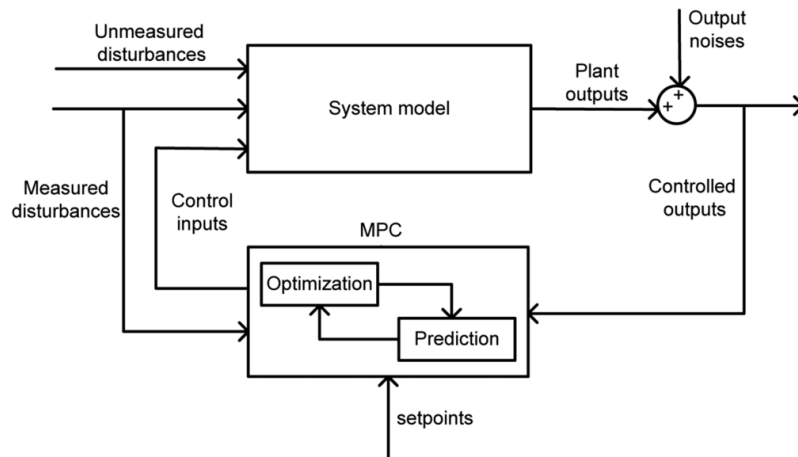 Unmeasured
disturbances
Output
noises
System model
Plant
outputs
+
+
Measured
disturbances
Control
inputs
Controlled
outputs
MPC
Optimization
Prediction
setpoints